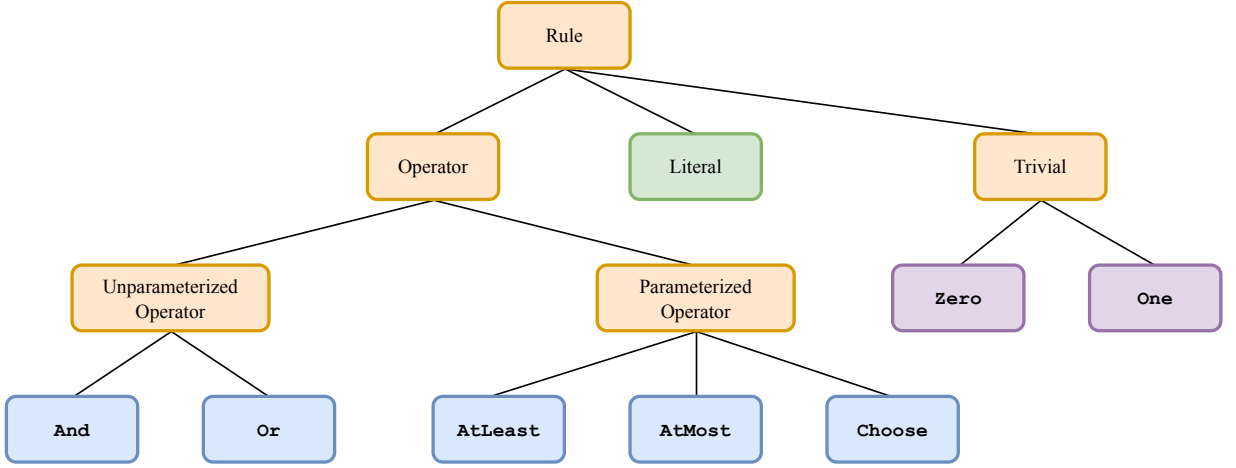 Rule
Operator
Literal
Trivial
Unparameterized
Operator
Parameterized
Operator
Zero
One
And
Or
AtLeast
AtMost
Choose